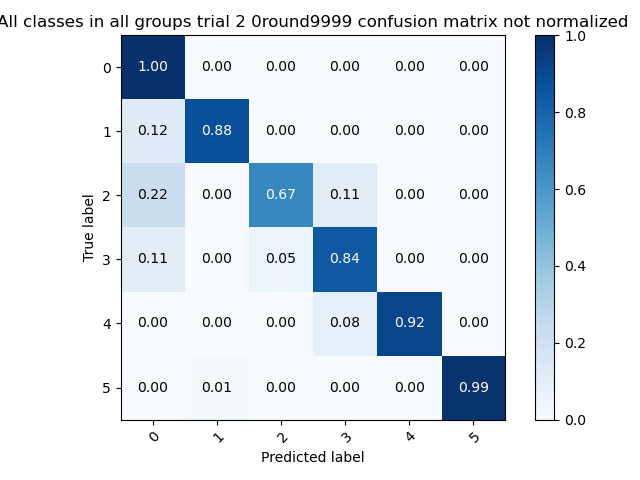 All classes in all groups trial 2 0round9999 confusion matrix not normalized
1.0
0 1.00 0.00 0.00 0.00 0.00 0.00
0.8
1 0.12 0.88 0.00 0.00 0.00 0.00
2 0.22 0.00 0.67 0.11 0.00 0.00
0.6
True label
3 0.11 0.00 0.05 0.84 0.00 0.00
0.4
4 0.00 0.00 0.00 0.08 0.92 0.00
0.2
5 0.00 0.01 0.00 0.00 0.00 0.99
0.0
0 1 2 3 4 5
Predicted label